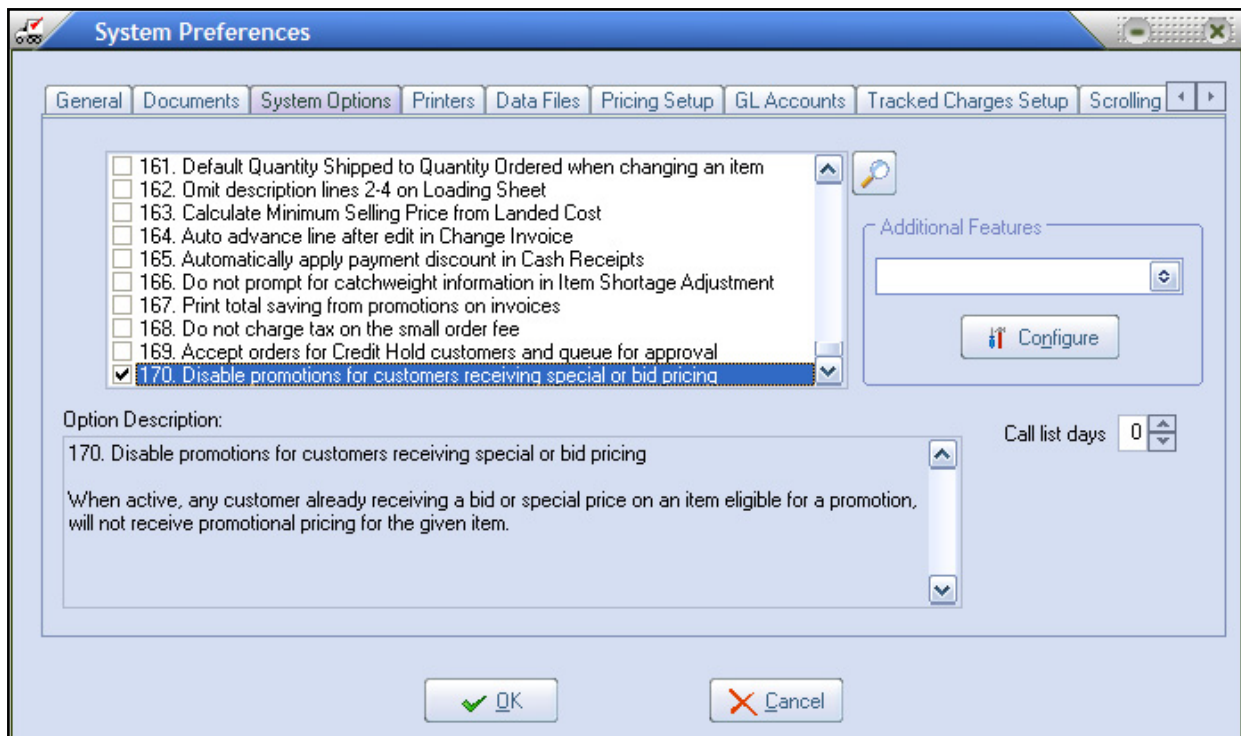 System Preferences
General Documents System Options Printers Data Files Pricing Setup GL Accounts Tracked Charges Setup Scrolling
161. Default Quantity Shipped to Quantity Ordered when changing an item
162. Omit description lines 2-4 on Loading Sheet
163. Calculate Minimum Selling Price from Landed Cost
164. Auto advance line after edit in Change Invoice
165. Automatically apply payment discount in Cash Receipts
166. Do not prompt for catchweight information in Item Shortage Adjustment
167. Print total saving from promotions on invoices
168. Do not charge tax on the small order fee
169. Accept orders for Credit Hold customers and queue for approval
170. Disable promotions for customers receiving special or bid pricing
Additional Features
Configure
Option Description:
Call list days 0
170. Disable promotions for customers receiving special or bid pricing
When active, any customer already receiving a bid or special price on an item eligible for a promotion,
will not receive promotional pricing for the given item.
OK Cancel